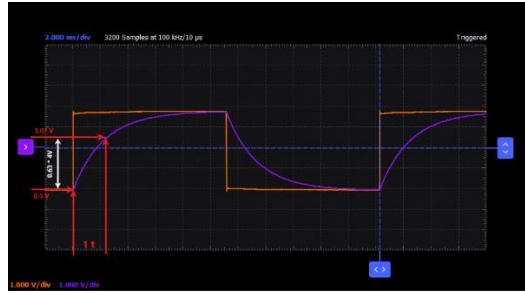 2.000 ms/div 3200 Samples at 100 kHz/10 µs Triggered
3.02 V
0.63 * 4V
0.5 V
1 t
1.000 V/div 1.000 V/div